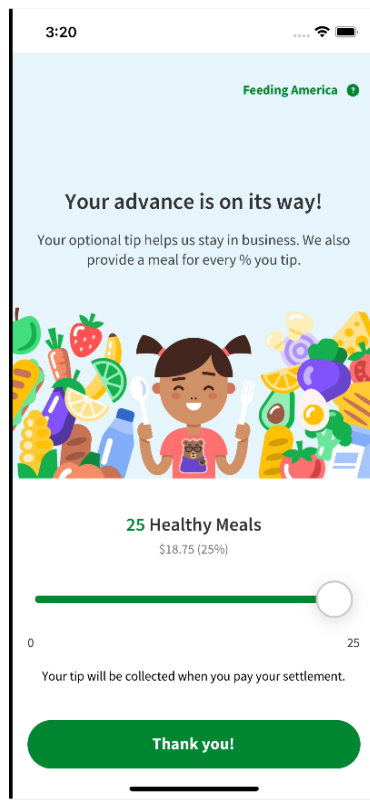 3:20
Feeding America ?
Your advance is on its way!
Your optional tip helps us stay in business. We also
provide a meal for every % you tip.
25 Healthy Meals
$18.75 (25%)
0
25
Your tip will be collected when you pay your settlement.
Thank you!